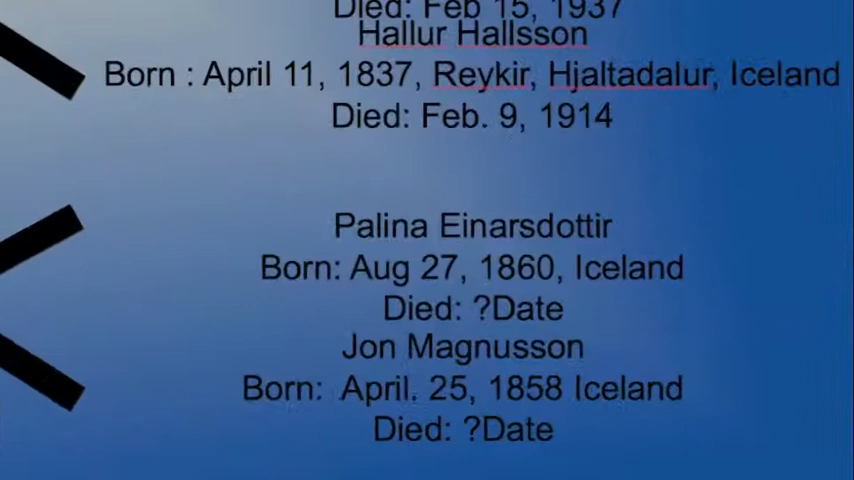 Died: Feb 15, 1937
Hallur Hallsson
Born : April 11, 1837, Reykir, Hjaltadalur, Iceland
Died: Feb. 9, 1914
Palina Einarsdottir
Born: Aug 27, 1860, Iceland
Died: ?Date
Jon Magnusson
Born:  April. 25, 1858 Iceland
Died: ?Date